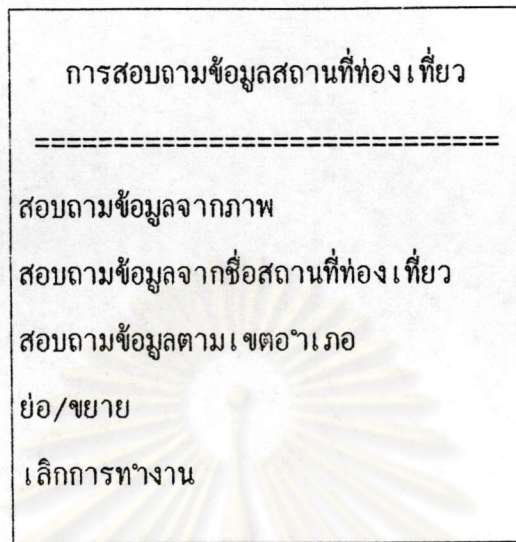 การสอบถามข้อมูลสถานที่ท่องเที่ยว
=============================
สอบถามข้อมูลจากภาพ
สอบถามข้อมูลจากชื่อสถานที่ท่องเที่ยว
สอบถามข้อมูลตามเขตอำเภอ
ย่อ/ขยาย
เลิกการทำงาน